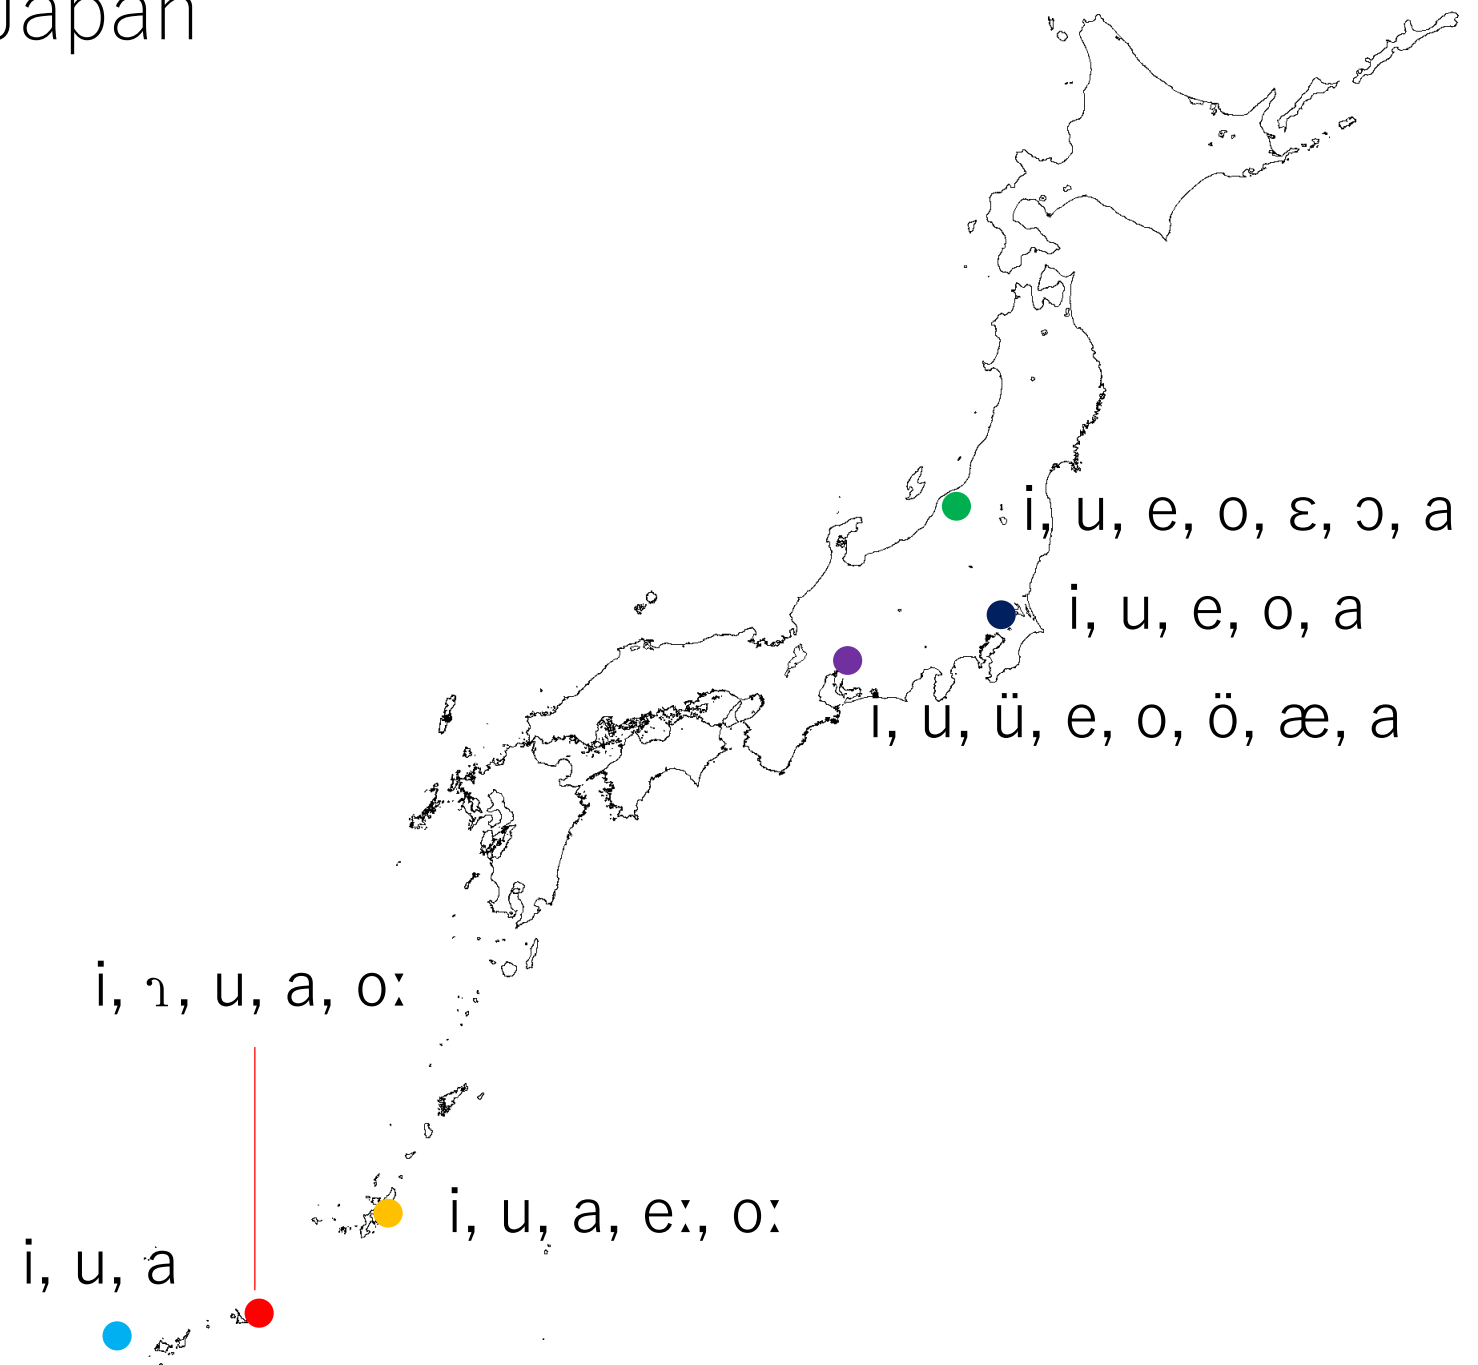 Japan
i, u, e, o, ɛ, ɔ, a
i, u, e, o, a
i, u, ü, e, o, ö, æ, a
i, ɿ, u, a, oː
i, u, a, eː, oː
i, u, a